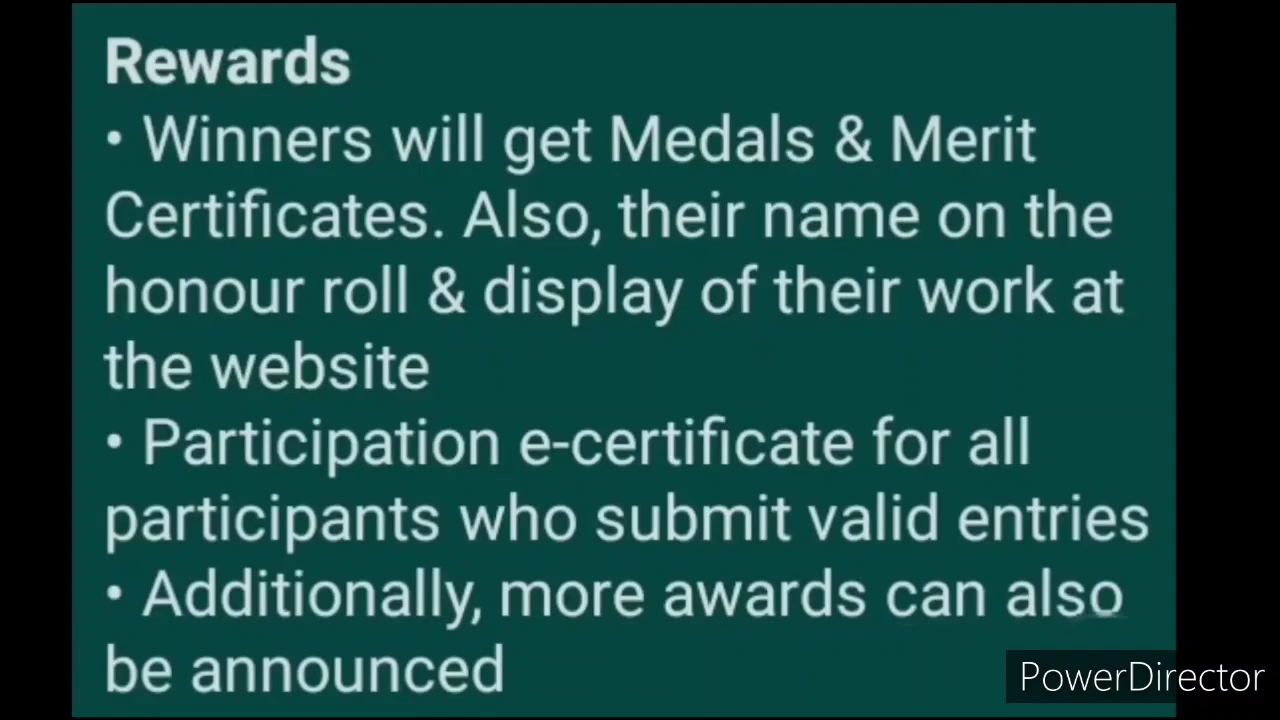 Rewards
• Winners will get Medals & Merit
Certificates. Also, their name on the
honour roll & display of their work at
the website
• Participation e-certificate for all
participants who submit valid entries
• Additionally, more awards can also
be announced
PowerDirector